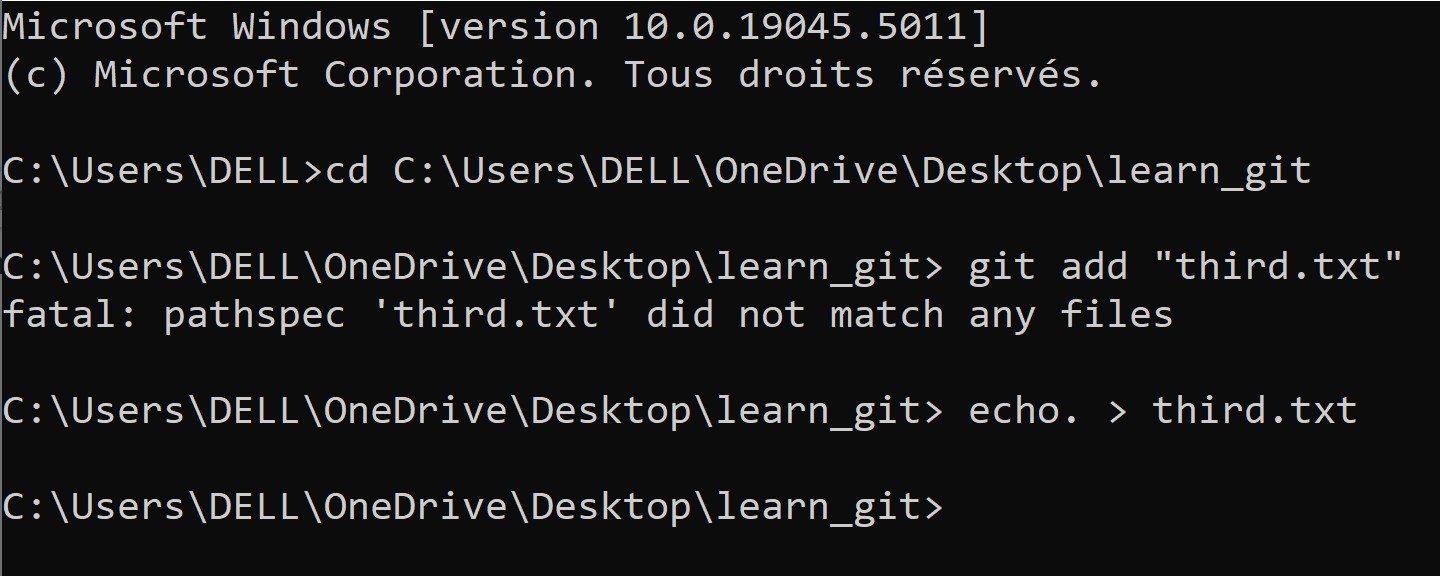 Microsoft Windows [version 10.0.19045.5011]
(c) Microsoft Corporation. Tous droits réservés.
C:\Users\DELL>cd C:\Users\DELL\OneDrive\Desktop\learn_git
C:\Users\DELL\OneDrive\Desktop\learn_git> git add "third.txt"
fatal: pathspec 'third.txt' did not match any files
C:\Users\DELL\OneDrive\Desktop\learn_git> echo. > third.txt
C:\Users\DELL\OneDrive\Desktop\learn_git>